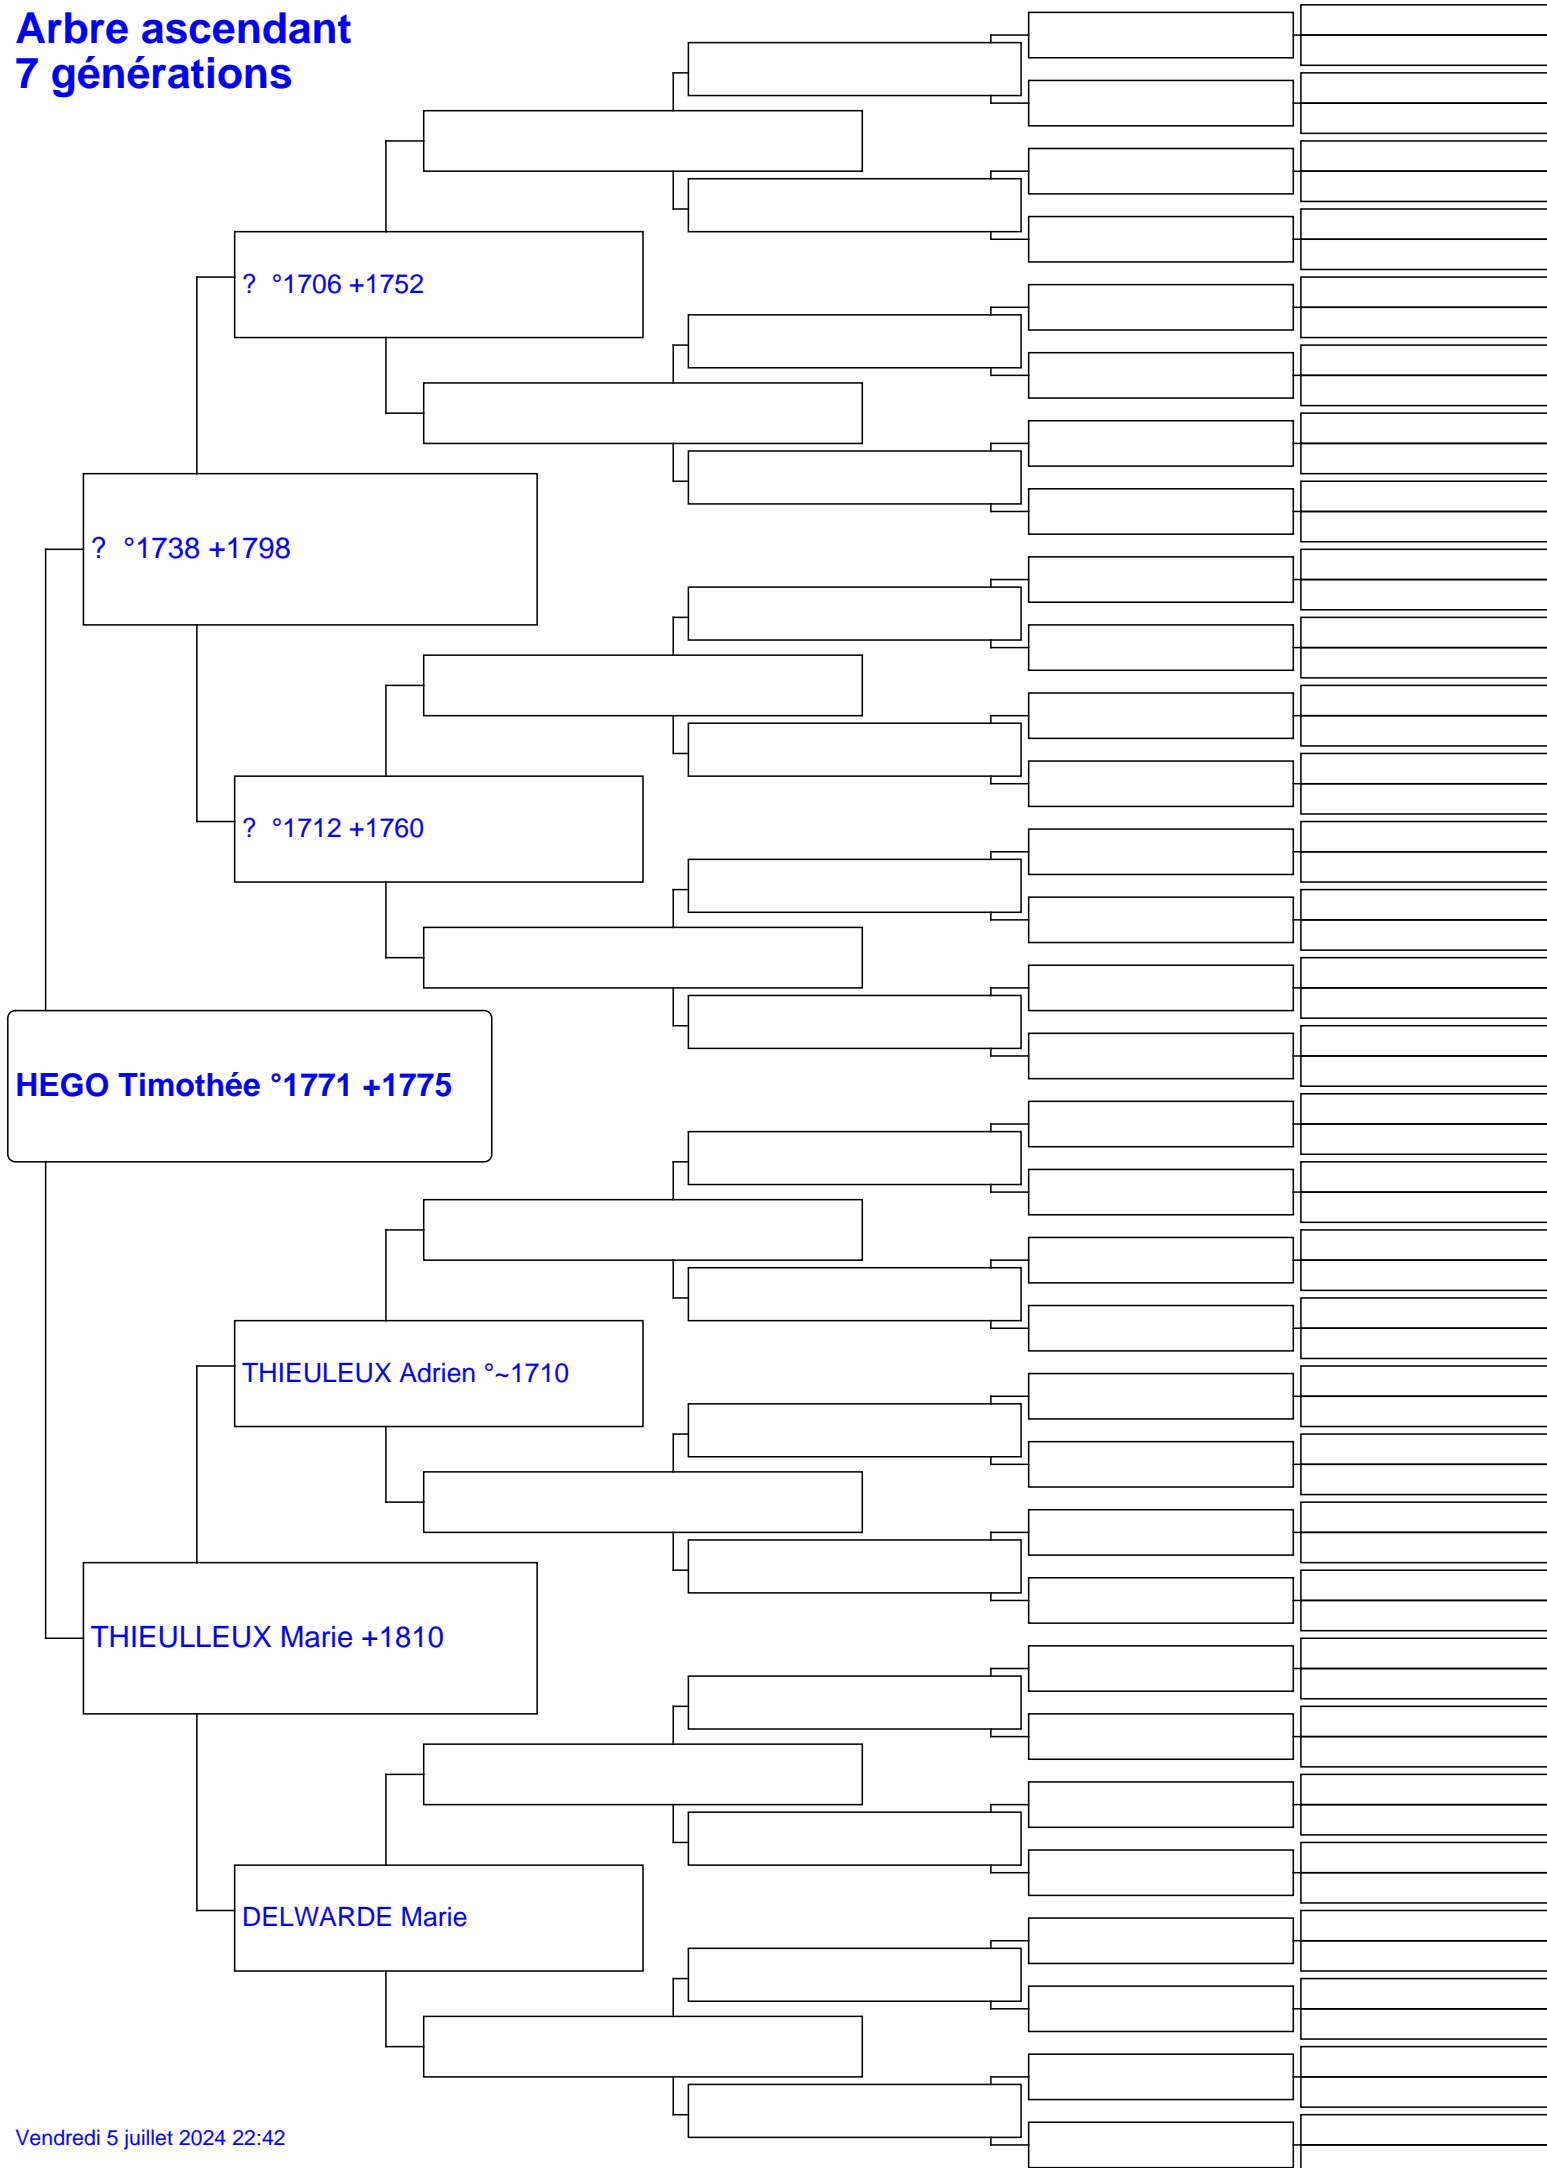 Arbre ascendant
7 générations
? °1706 +1752
? °1738 +1798
? °1712 +1760
HEGO Timothée °1771 +1775
THIEULEUX Adrien °~1710
THIEULLEUX Marie +1810
DELWARDE Marie
Vendredi 5 juillet 2024 22:42